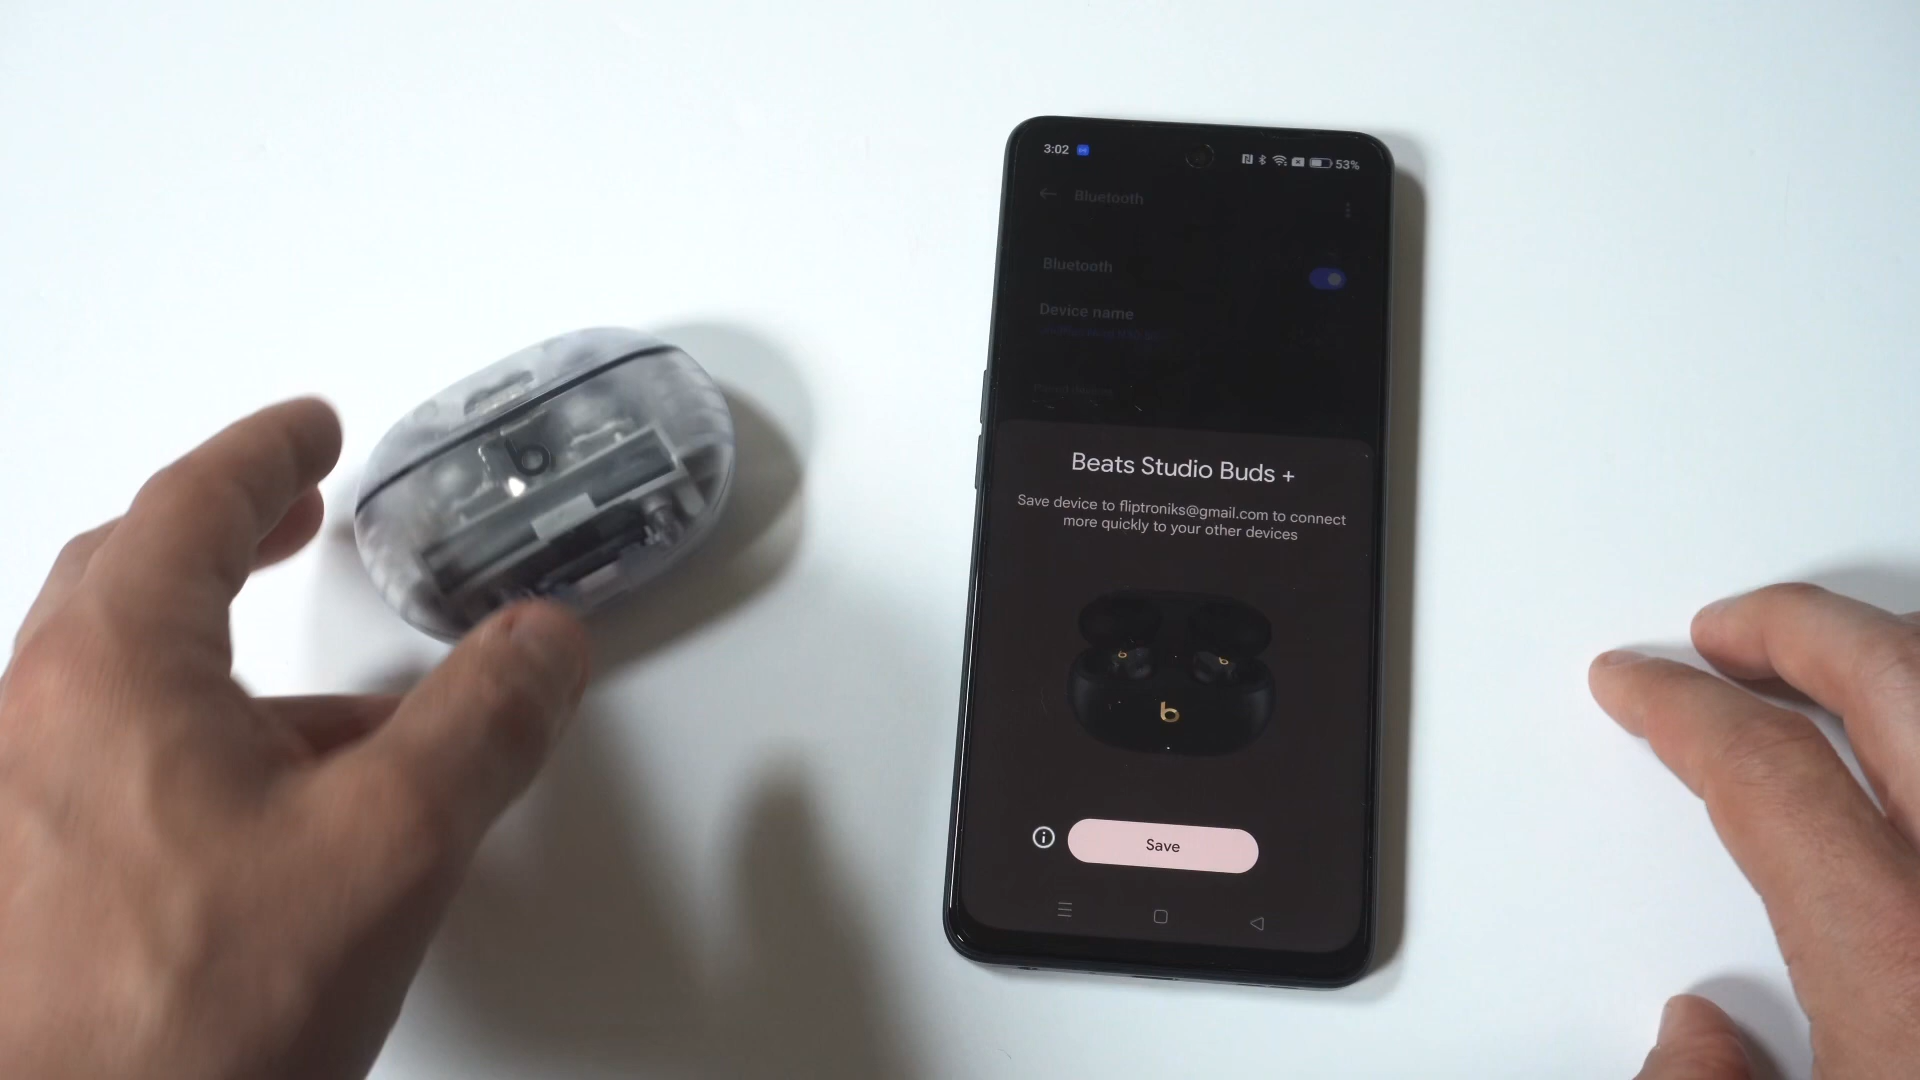 3:02
53%
Bluetooth
Bluetooth
Device name
Beats Studio Buds +
Save device to fliptroniks@gmail.com to connect
more quickly to your other devices
b
b b
b
Save